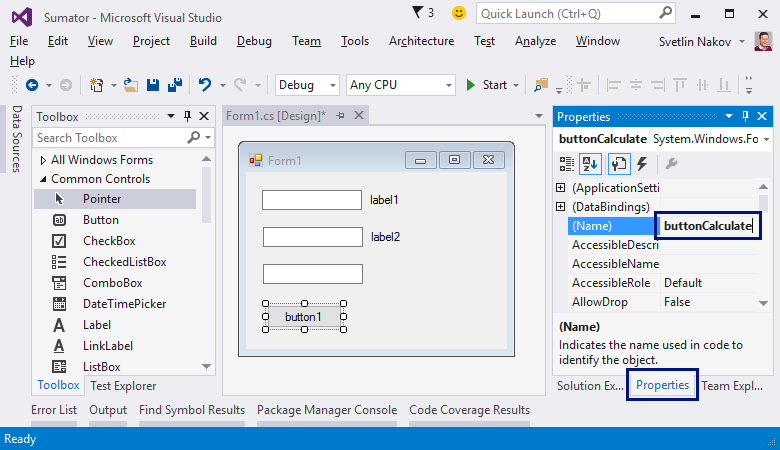 Sumator - Microsoft Visual Studio
3
Quick Launch (Ctrl+Q)
File Edit View Project Build Debug Team Tools Architecture Test Analyze Window Svetlin Nakov
Help
Debug Any CPU Start
Data Sources
Toolbox
Search Toolbox
All Windows Forms
Common Controls
Pointer
Button
CheckBox
CheckedListBox
ComboBox
DateTimePicker
Label
LinkLabel
ListBox
Toolbox Test Explorer
Form1.cs [Design]*
Form1
label1
label2
button1
Properties
buttonCalculate System.Windows.Fo
(ApplicationSetti
(DataBindings)
(Name) buttonCalculate
AccessibleDescri
AccessibleName
AccessibleRole Default
AllowDrop False
(Name)
Indicates the name used in code to
identify the object.
Solution Ex... Properties Team Expl...
Error List Output Find Symbol Results Package Manager Console Code Coverage Results
Ready